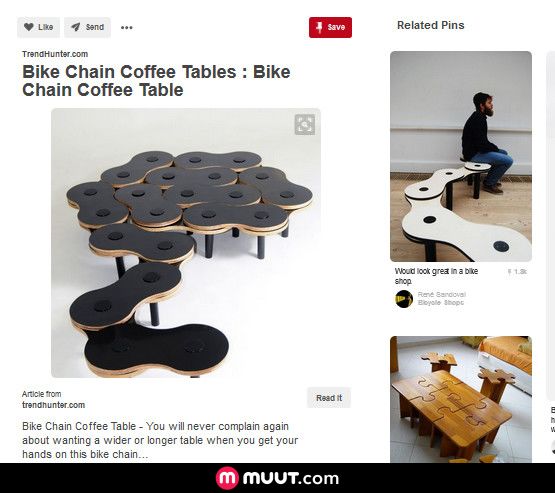 Like
Send
Save
Related Pins
TrendHunter.com
Bike Chain Coffee Tables : Bike
Chain Coffee Table
Would look great in a bike
shop.
1.8k
René Sandoval
Bicycle Shops
Article from
trendhunter.com
Read it
Bike Chain Coffee Table - You will never complain again
about wanting a wider or longer table when you get your
hands on this bike chain...
MUUT.com